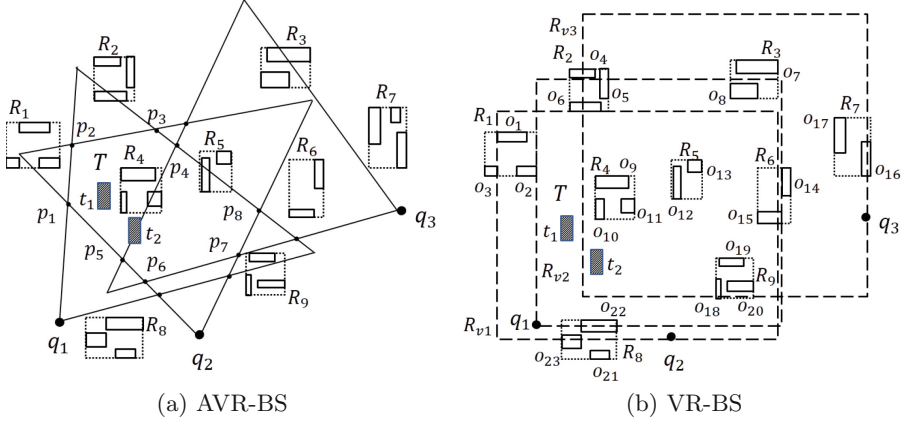 R1
R2
R3
R7
p2
p3
T
R4
p4
R5
R6
t1
t2
p1
p8
q3
p5
p6
p7
R9
q1
R8
q2
(a) AVR-BS
Rv3
R2
o4
R3
o7
o6
o5
o8
R1
o1
R7
o17
T
R4
o9
R5
R6
o13
o3
o2
o14
o16
o11
o12
o15
t1
o10
q3
Rv2
t2
o19
R9
q1
o22
o18
o20
Rv1
o23
R8
q2
o21
(b) VR-BS